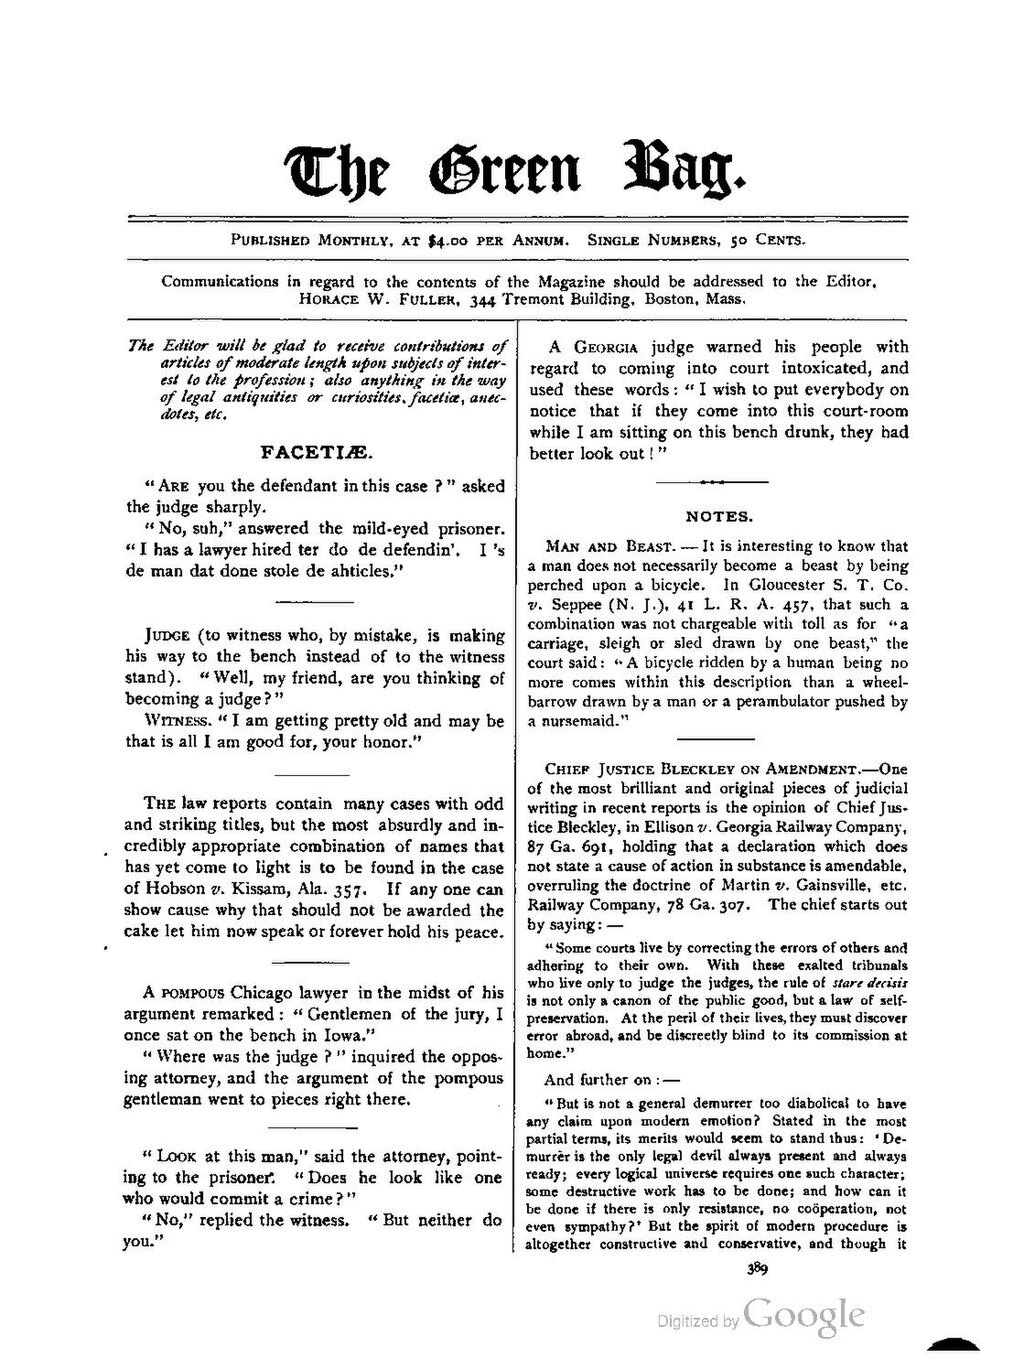 The Green Bag.
PUBLISHED MONTHLY, AT $4.00 PER ANNUM. SINGLE NUMBERS, 50 CENTS.
Communications in regard to the contents of the Magazine should be addressed to the Editor,
HORACE W. FULLER, 344 Tremont Building, Boston, Mass.
The Editor will be glad to receive contributions of
articles of moderate length upon subjects of inter-
est to the profession; also anything in the way
of legal antiquities or curiosities, facetiæ, anec-
dotes, etc.
FACETIÆ.
"ARE you the defendant in this case?" asked
the judge sharply.
"No, suh," answered the mild-eyed prisoner.
"I has a lawyer hired ter do de defendin'. I 's
de man dat done stole de ahticles."
JUDGE (to witness who, by mistake, is making
his way to the bench instead of to the witness
stand). "Well, my friend, are you thinking of
becoming a judge?"
WITNESS. "I am getting pretty old and may be
that is all I am good for, your honor."
THE law reports contain many cases with odd
and striking titles, but the most absurdly and in-
credibly appropriate combination of names that
has yet come to light is to be found in the case
of Hobson v. Kissam, Ala. 357. If any one can
show cause why that should not be awarded the
cake let him now speak or forever hold his peace.
A POMPOUS Chicago lawyer in the midst of his
argument remarked: "Gentlemen of the jury, I
once sat on the bench in Iowa."
"Where was the judge?" inquired the oppos-
ing attorney, and the argument of the pompous
gentleman went to pieces right there.
"LOOK at this man," said the attorney, point-
ing to the prisoner. "Does he look like one
who would commit a crime?"
"No," replied the witness. "But neither do
you."
A GEORGIA judge warned his people with
regard to coming into court intoxicated, and
used these words: "I wish to put everybody on
notice that if they come into this court-room
while I am sitting on this bench drunk, they had
better look out!"
NOTES.
MAN AND BEAST. — It is interesting to know that
a man does not necessarily become a beast by being
perched upon a bicycle. In Gloucester S. T. Co.
v. Seppee (N. J.), 41 L. R. A. 457, that such a
combination was not chargeable with toll as for "a
carriage, sleigh or sled drawn by one beast," the
court said: "A bicycle ridden by a human being no
more comes within this description than a wheel-
barrow drawn by a man or a perambulator pushed by
a nursemaid."
CHIEF JUSTICE BLECKLEY ON AMENDMENT.—One
of the most brilliant and original pieces of judicial
writing in recent reports is the opinion of Chief Jus-
tice Bleckley, in Ellison v. Georgia Railway Company,
87 Ga. 691, holding that a declaration which does
not state a cause of action in substance is amendable,
overruling the doctrine of Martin v. Gainsville, etc.
Railway Company, 78 Ga. 307. The chief starts out
by saying: —
"Some courts live by correcting the errors of others and
adhering to their own. With these exalted tribunals
who live only to judge the judges, the rule of stare decisis
is not only a canon of the public good, but a law of self-
preservation. At the peril of their lives, they must discover
error abroad, and be discreetly blind to its commission at
home."
And further on: —
"But is not a general demurrer too diabolical to have
any claim upon modern emotion? Stated in the most
partial terms, its merits would seem to stand thus: 'De-
murrer is the only legal devil always present and always
ready; every logical universe requires one such character;
some destructive work has to be done; and how can it
be done if there is only resistance, no coöperation, not
even sympathy?' But the spirit of modern procedure is
altogether constructive and conservative, and though it
389
Digitized by Google